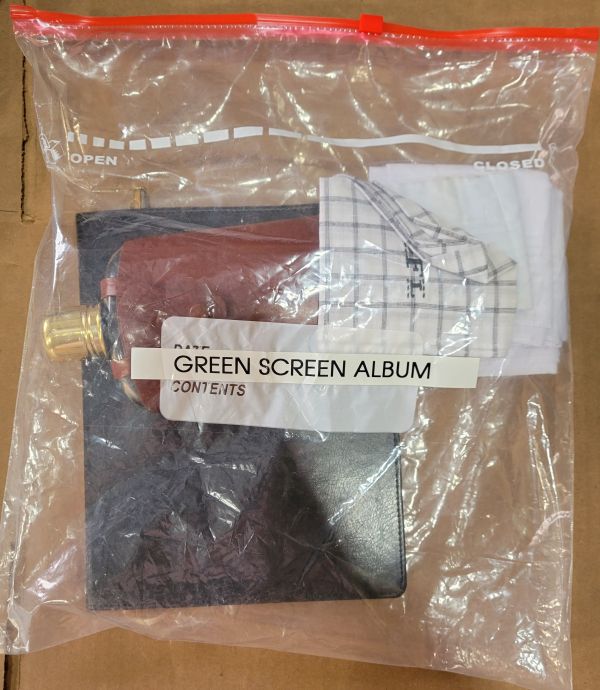 OPEN
CLOSED
DATE
GREEN SCREEN ALBUM
CONTENTS